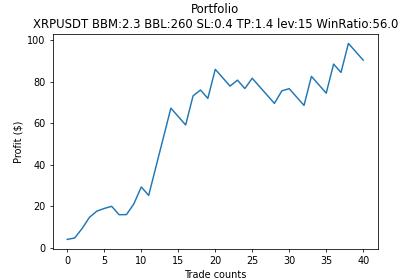 Portfolio
XRPUSDT BBM:2.3 BBL:260 SL:0.4 TP:1.4 lev:15 WinRatio:56.0
Profit ($)
100
80
60
40
20
0
0 5 10 15 20 25 30 35 40
Trade counts